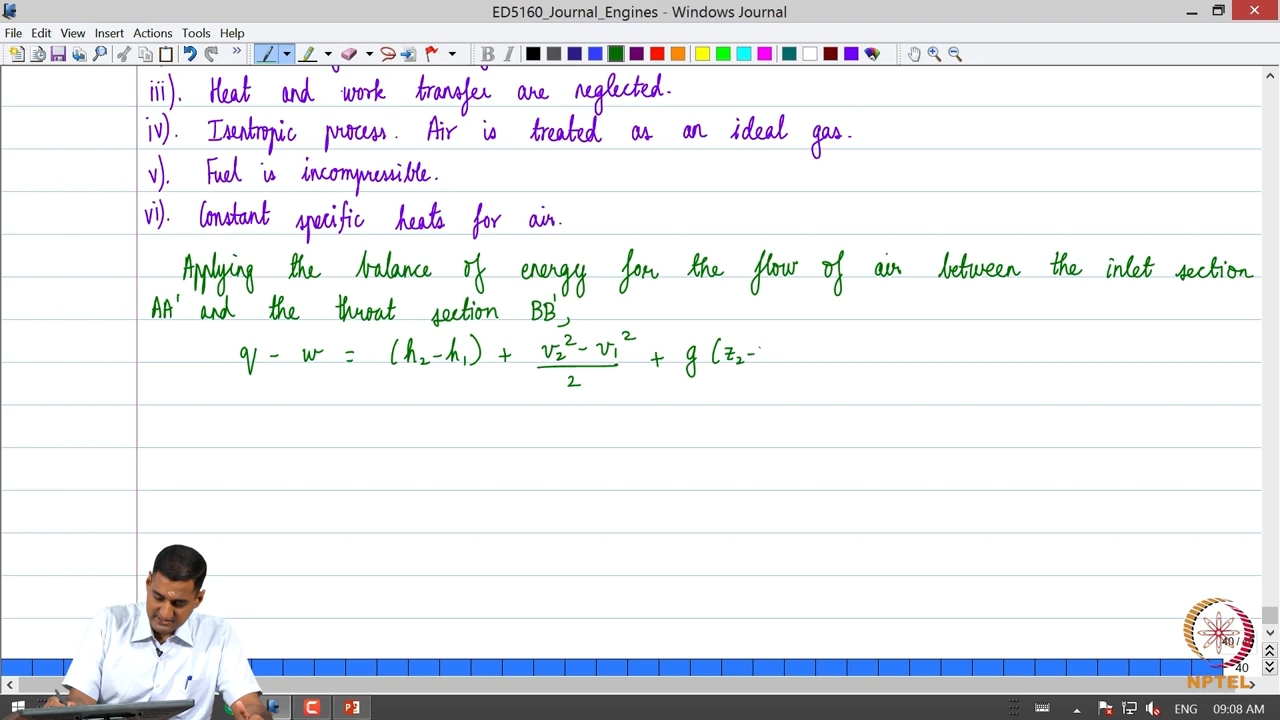 ED5160_Journal_Engines - Windows Journal
File Edit View Insert Actions Tools Help
iii). Heat and work transfer are neglected.
iv). Isentropic process. Air is treated as an ideal gas.
v). Fuel is incompressible.
vi). Constant specific heats for air.
Applying the balance of energy for the flow of air between the inlet section
AA' and the throat section BB',
q - w = (h₂-h₁) + (v₂² - v₁²)/2 + g (z₂-
40 / 40
40
NPTEL
ENG 09:08 AM